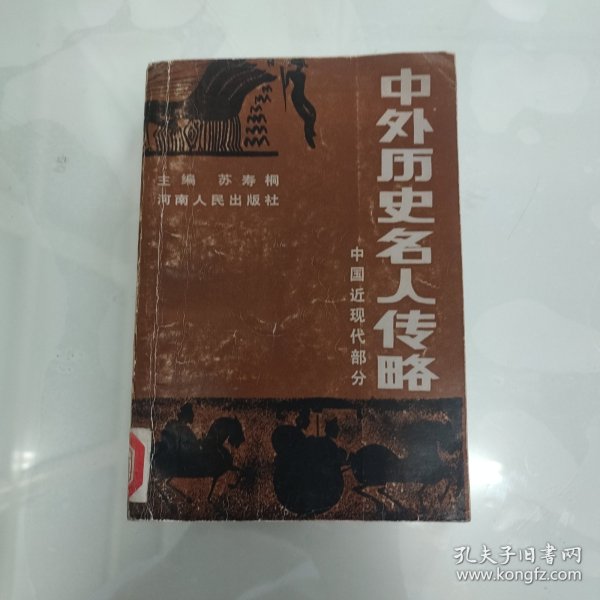 中外历史名人传略
中国近现代部分
主编 苏寿桐
河南人民出版社
孔夫子旧书网
www.kongfz.com